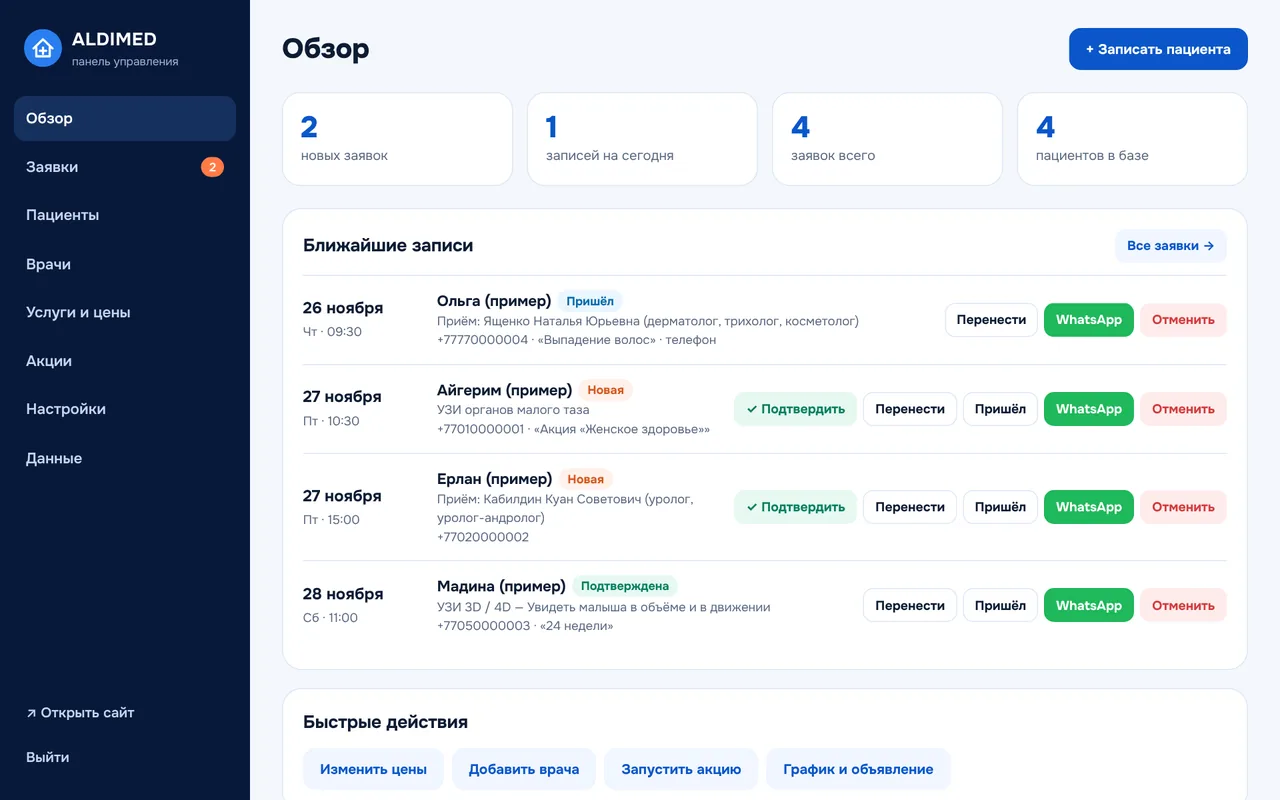 ALDIMED
панель управления
Обзор
Заявки 2
Пациенты
Врачи
Услуги и цены
Акции
Настройки
Данные
↗ Открыть сайт
Выйти
Обзор
+ Записать пациента
2
новых заявок
1
записей на сегодня
4
заявок всего
4
пациентов в базе
Ближайшие записи
Все заявки →
26 ноября
Чт · 09:30
Ольга (пример) Пришёл
Приём: Ященко Наталья Юрьевна (дерматолог, трихолог, косметолог)
+77770000004 · «Выпадение волос» · телефон
Перенести WhatsApp Отменить
27 ноября
Пт · 10:30
Айгерим (пример) Новая
УЗИ органов малого таза
+77010000001 · «Акция «Женское здоровье»»
✓ Подтвердить Перенести Пришёл WhatsApp Отменить
27 ноября
Пт · 15:00
Ерлан (пример) Новая
Приём: Кабилдин Куан Советович (уролог,
уролог-андролог)
+77020000002
✓ Подтвердить Перенести Пришёл WhatsApp Отменить
28 ноября
Сб · 11:00
Мадина (пример) Подтверждена
УЗИ 3D / 4D — Увидеть малыша в объёме и в движении
+77050000003 · «24 недели»
Перенести Пришёл WhatsApp Отменить
Быстрые действия
Изменить цены Добавить врача Запустить акцию График и объявление